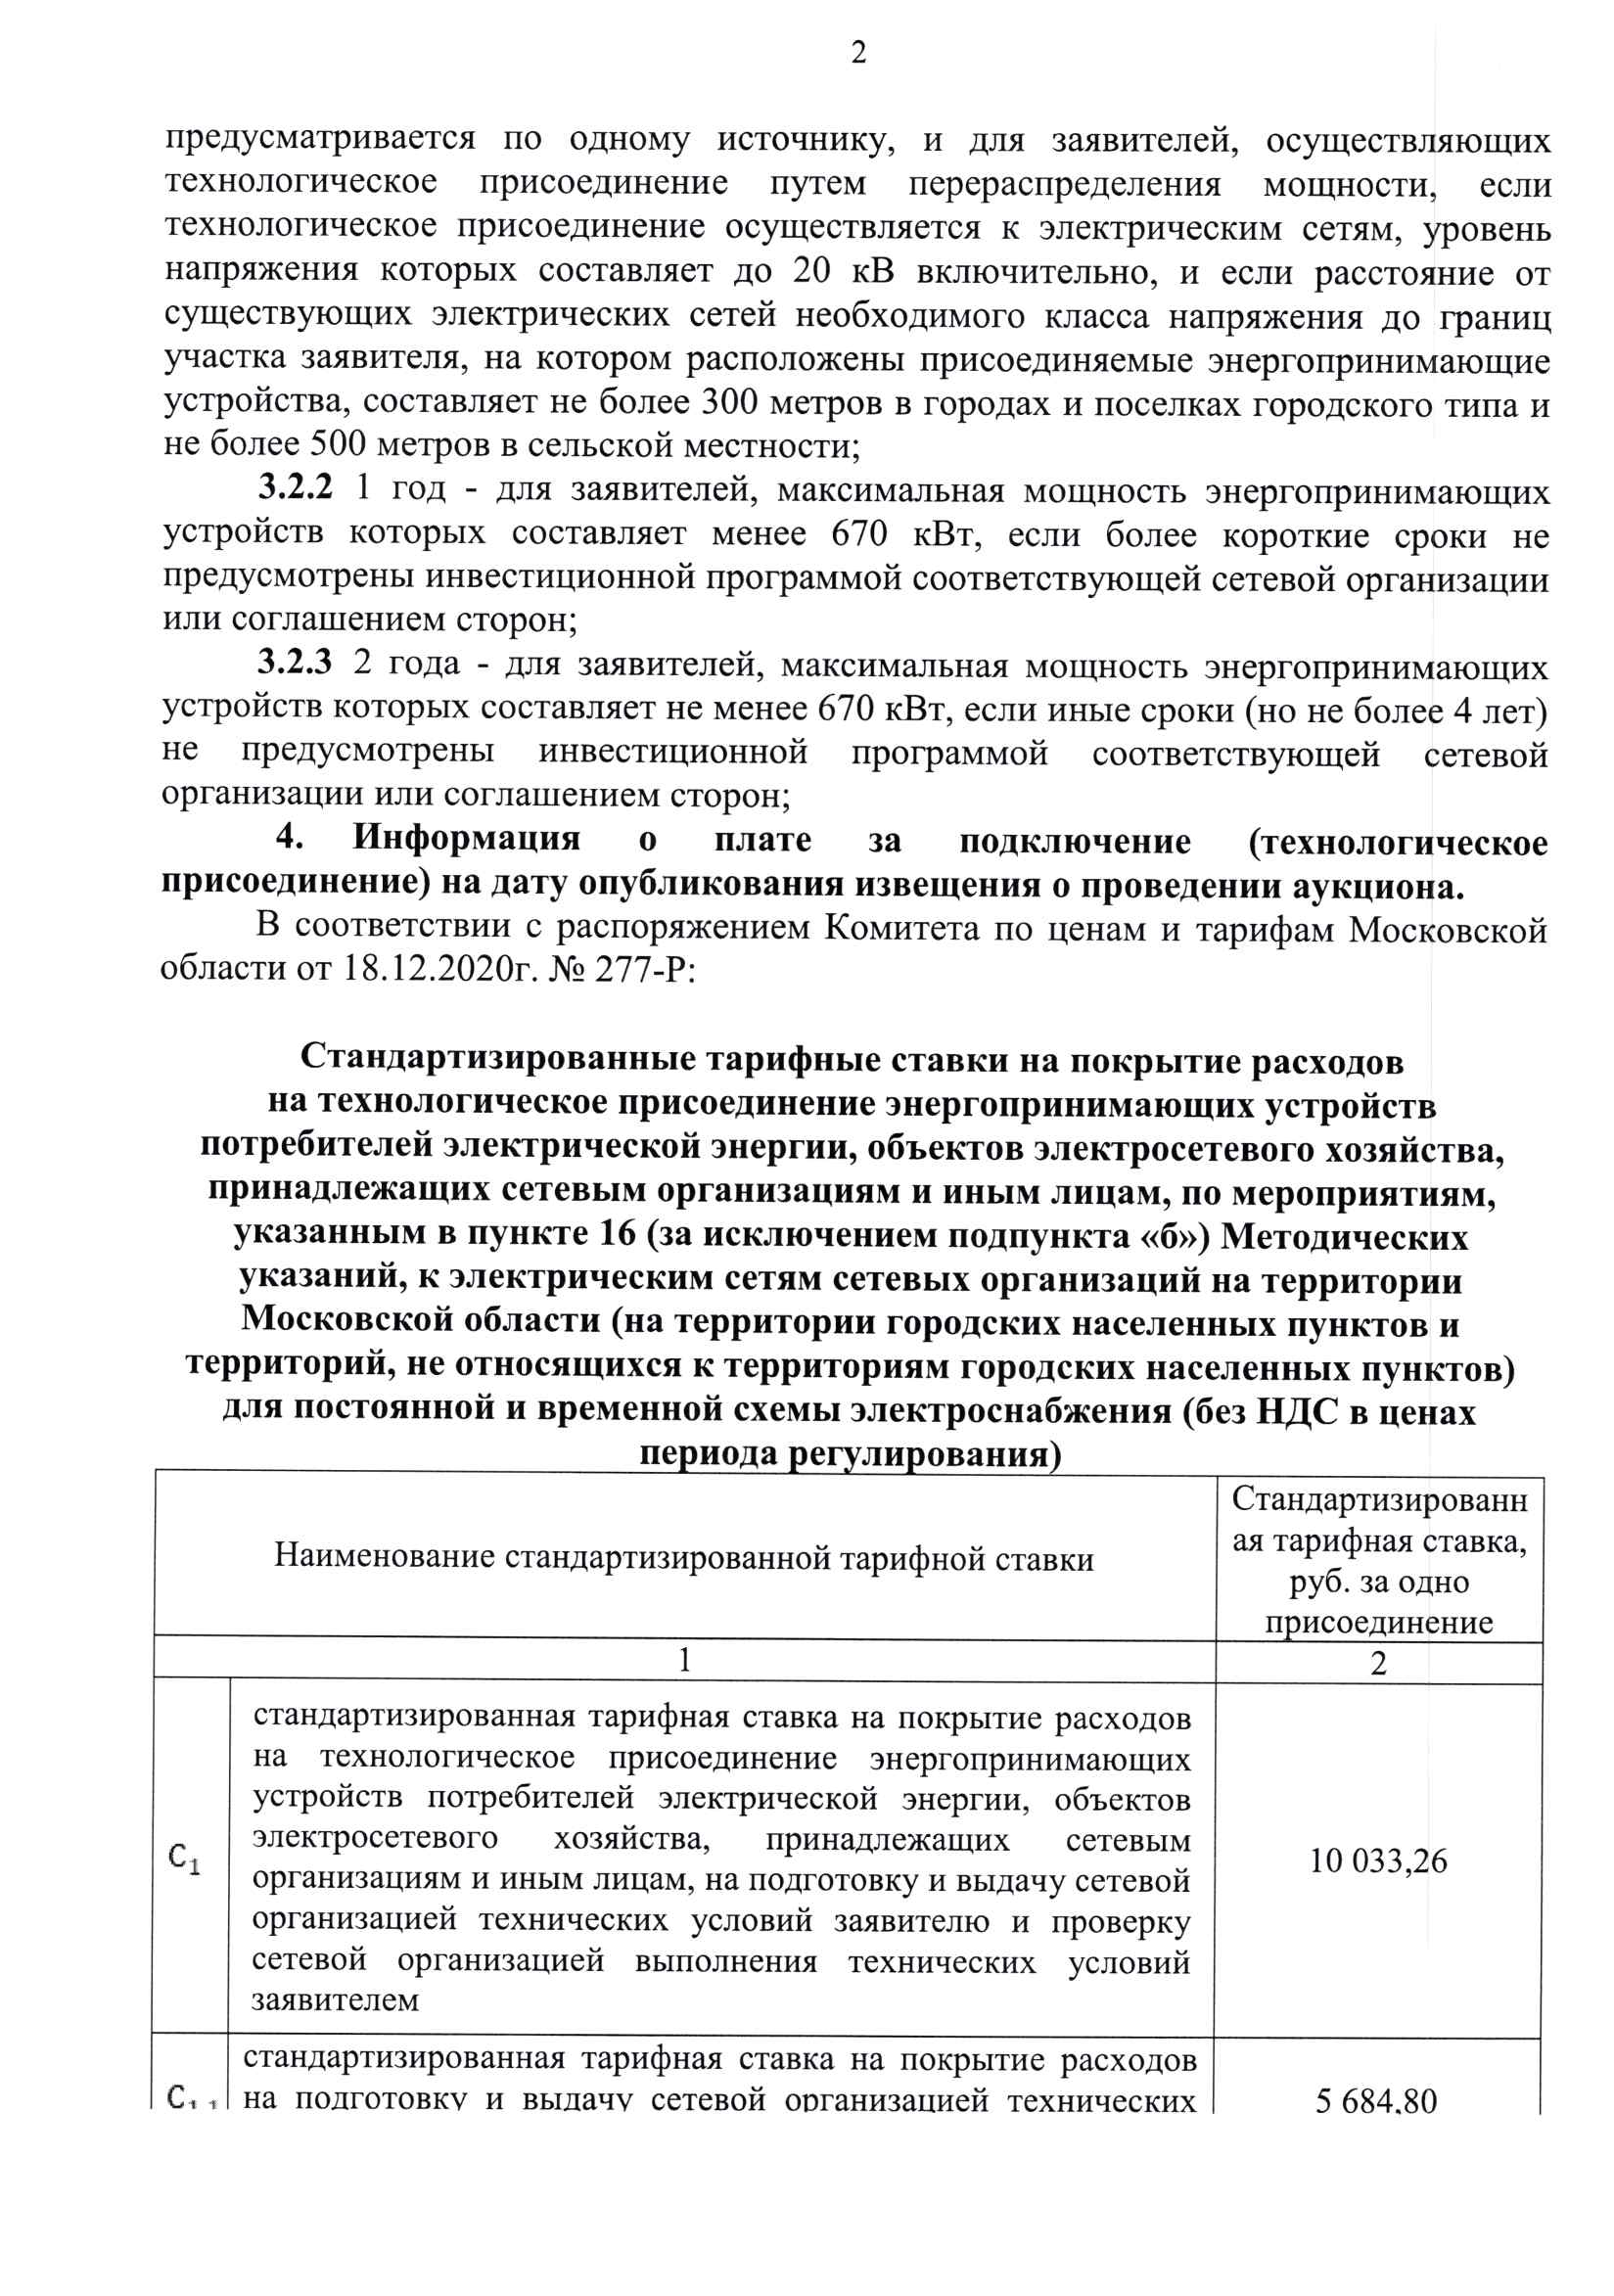 2
предусматривается по одному источнику, и для заявителей, осуществляющих
технологическое присоединение путем перераспределения мощности, если
технологическое присоединение осуществляется к электрическим сетям, уровень
напряжения которых составляет до 20 кВ включительно, и если расстояние от
существующих электрических сетей необходимого класса напряжения до границ
участка заявителя, на котором расположены присоединяемые энергопринимающие
устройства, составляет не более 300 метров в городах и поселках городского типа и
не более 500 метров в сельской местности;
3.2.2 1 год - для заявителей, максимальная мощность энергопринимающих
устройств которых составляет менее 670 кВт, если более короткие сроки не
предусмотрены инвестиционной программой соответствующей сетевой организации
или соглашением сторон;
3.2.3 2 года - для заявителей, максимальная мощность энергопринимающих
устройств которых составляет не менее 670 кВт, если иные сроки (но не более 4 лет)
не предусмотрены инвестиционной программой соответствующей сетевой
организации или соглашением сторон;
4. Информация о плате за подключение (технологическое
присоединение) на дату опубликования извещения о проведении аукциона.
В соответствии с распоряжением Комитета по ценам и тарифам Московской
области от 18.12.2020г. № 277-Р:
Стандартизированные тарифные ставки на покрытие расходов
на технологическое присоединение энергопринимающих устройств
потребителей электрической энергии, объектов электросетевого хозяйства,
принадлежащих сетевым организациям и иным лицам, по мероприятиям,
указанным в пункте 16 (за исключением подпункта «б») Методических
указаний, к электрическим сетям сетевых организаций на территории
Московской области (на территории городских населенных пунктов и
территорий, не относящихся к территориям городских населенных пунктов)
для постоянной и временной схемы электроснабжения (без НДС в ценах
периода регулирования)
Наименование стандартизированной тарифной ставки
Стандартизированн
ая тарифная ставка,
руб. за одно
присоединение
1
2
С₁
стандартизированная тарифная ставка на покрытие расходов
на технологическое присоединение энергопринимающих
устройств потребителей электрической энергии, объектов
электросетевого хозяйства, принадлежащих сетевым
организациям и иным лицам, на подготовку и выдачу сетевой
организацией технических условий заявителю и проверку
сетевой организацией выполнения технических условий
заявителем
10 033,26
С₁.₁
стандартизированная тарифная ставка на покрытие расходов
на подготовку и выдачу сетевой организацией технических
5 684,80